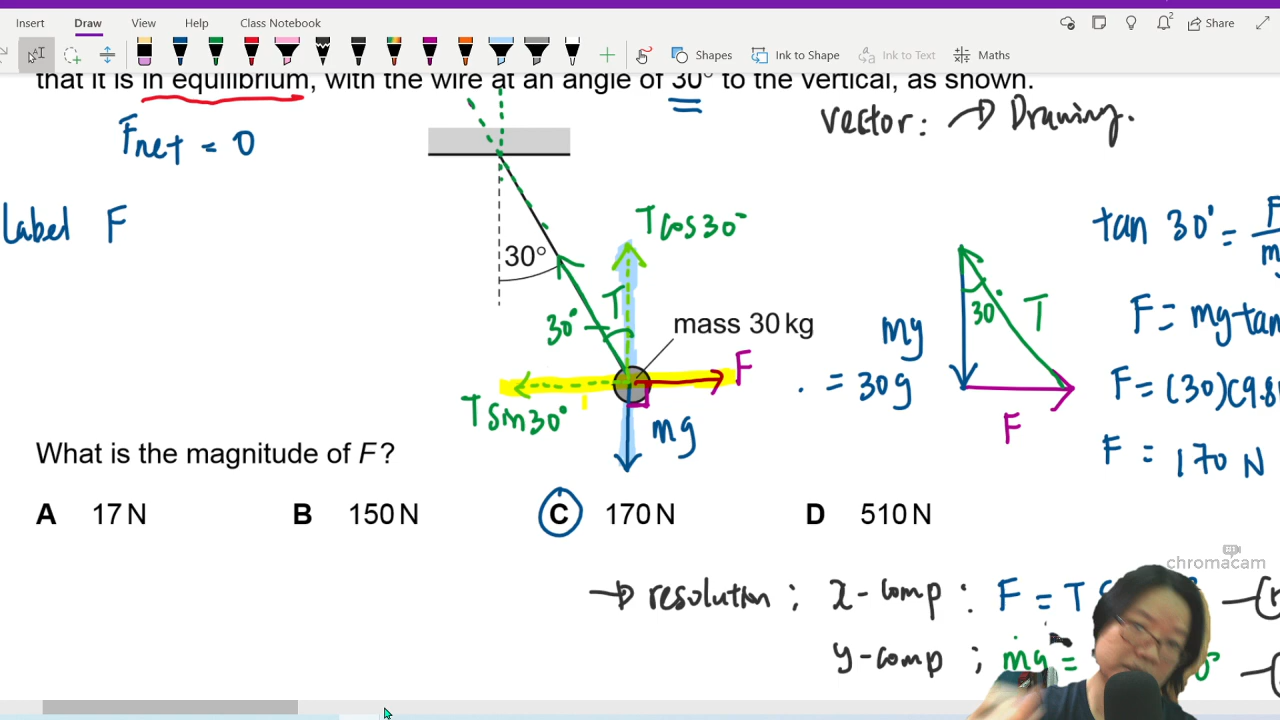 Insert Draw View Help Class Notebook
2 Share
Shapes Ink to Shape Ink to Text Maths
that it is in equilibrium, with the wire at an angle of 30° to the vertical, as shown.
Fnet = 0
vector: → Drawing.
label F
Tcos30°
tan 30° =
30°
30°
T
mass 30 kg
F
Tsin30°
mg
mg
= 30g
30°
T
F
F = mg tan
F = (30)(9.8
F = 170 N
What is the magnitude of F?
A 17 N B 150 N C 170 N D 510 N
chromacam
→ resolution ; x-comp : F = T
y-comp ; mg =